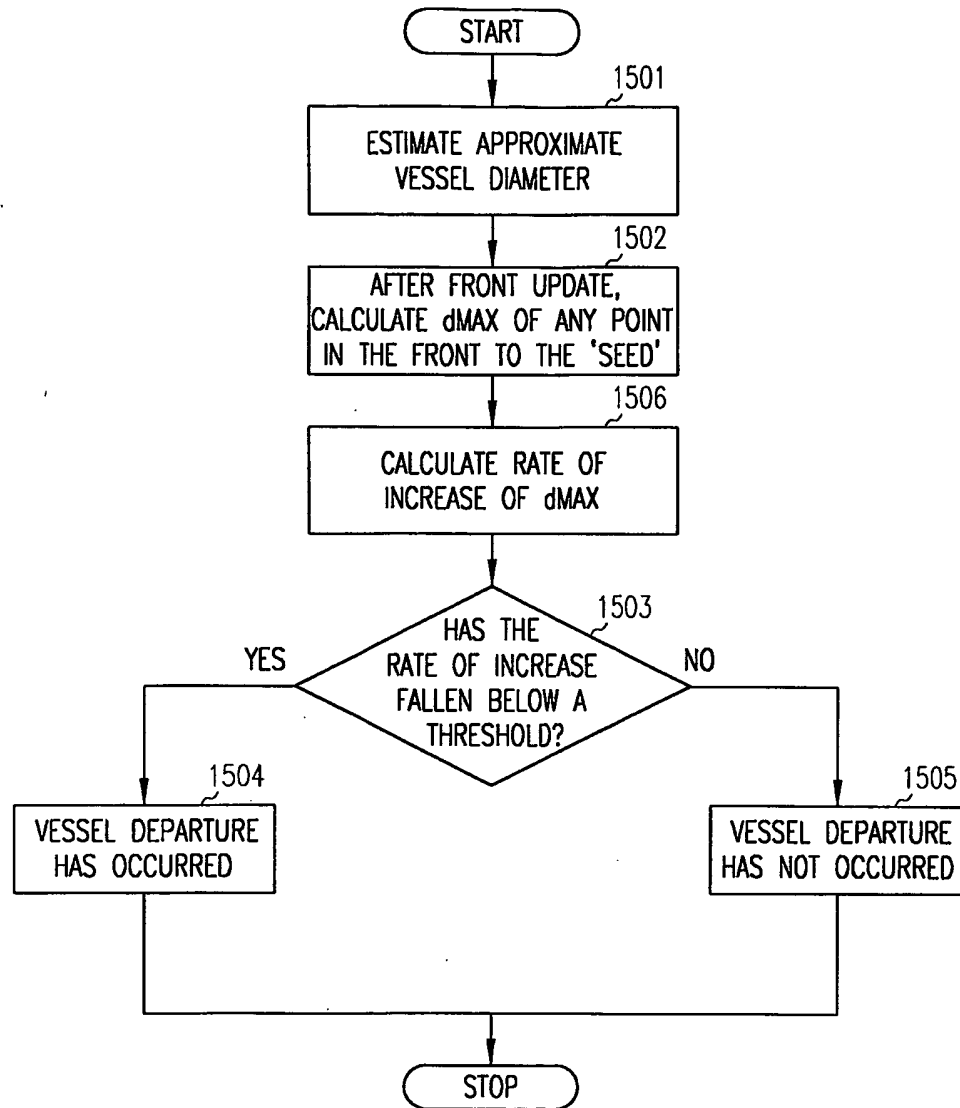 START
1501
ESTIMATE APPROXIMATE
VESSEL DIAMETER
1502
AFTER FRONT UPDATE,
CALCULATE dMAX OF ANY POINT
IN THE FRONT TO THE 'SEED'
1506
CALCULATE RATE OF
INCREASE OF dMAX
1503
HAS THE
RATE OF INCREASE
FALLEN BELOW A
THRESHOLD?
YES
NO
1504
VESSEL DEPARTURE
HAS OCCURRED
1505
VESSEL DEPARTURE
HAS NOT OCCURRED
STOP